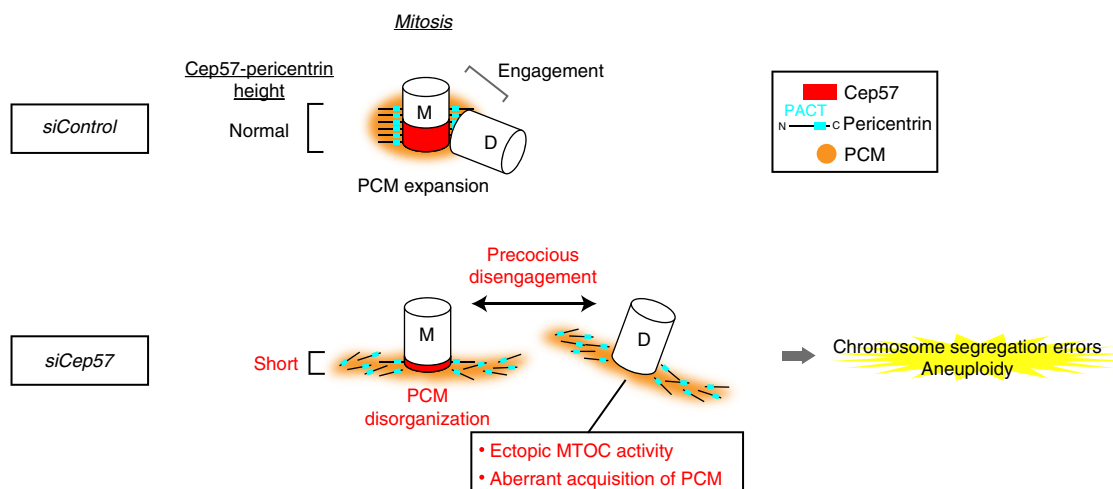 Mitosis
Cep57-pericentrin
height
Engagement
siControl
Normal
M
D
PCM expansion
Cep57
PACT
N C Pericentrin
PCM
Precocious
disengagement
siCep57
Short
M
D
PCM
disorganization
Chromosome segregation errors
Aneuploidy
• Ectopic MTOC activity
• Aberrant acquisition of PCM